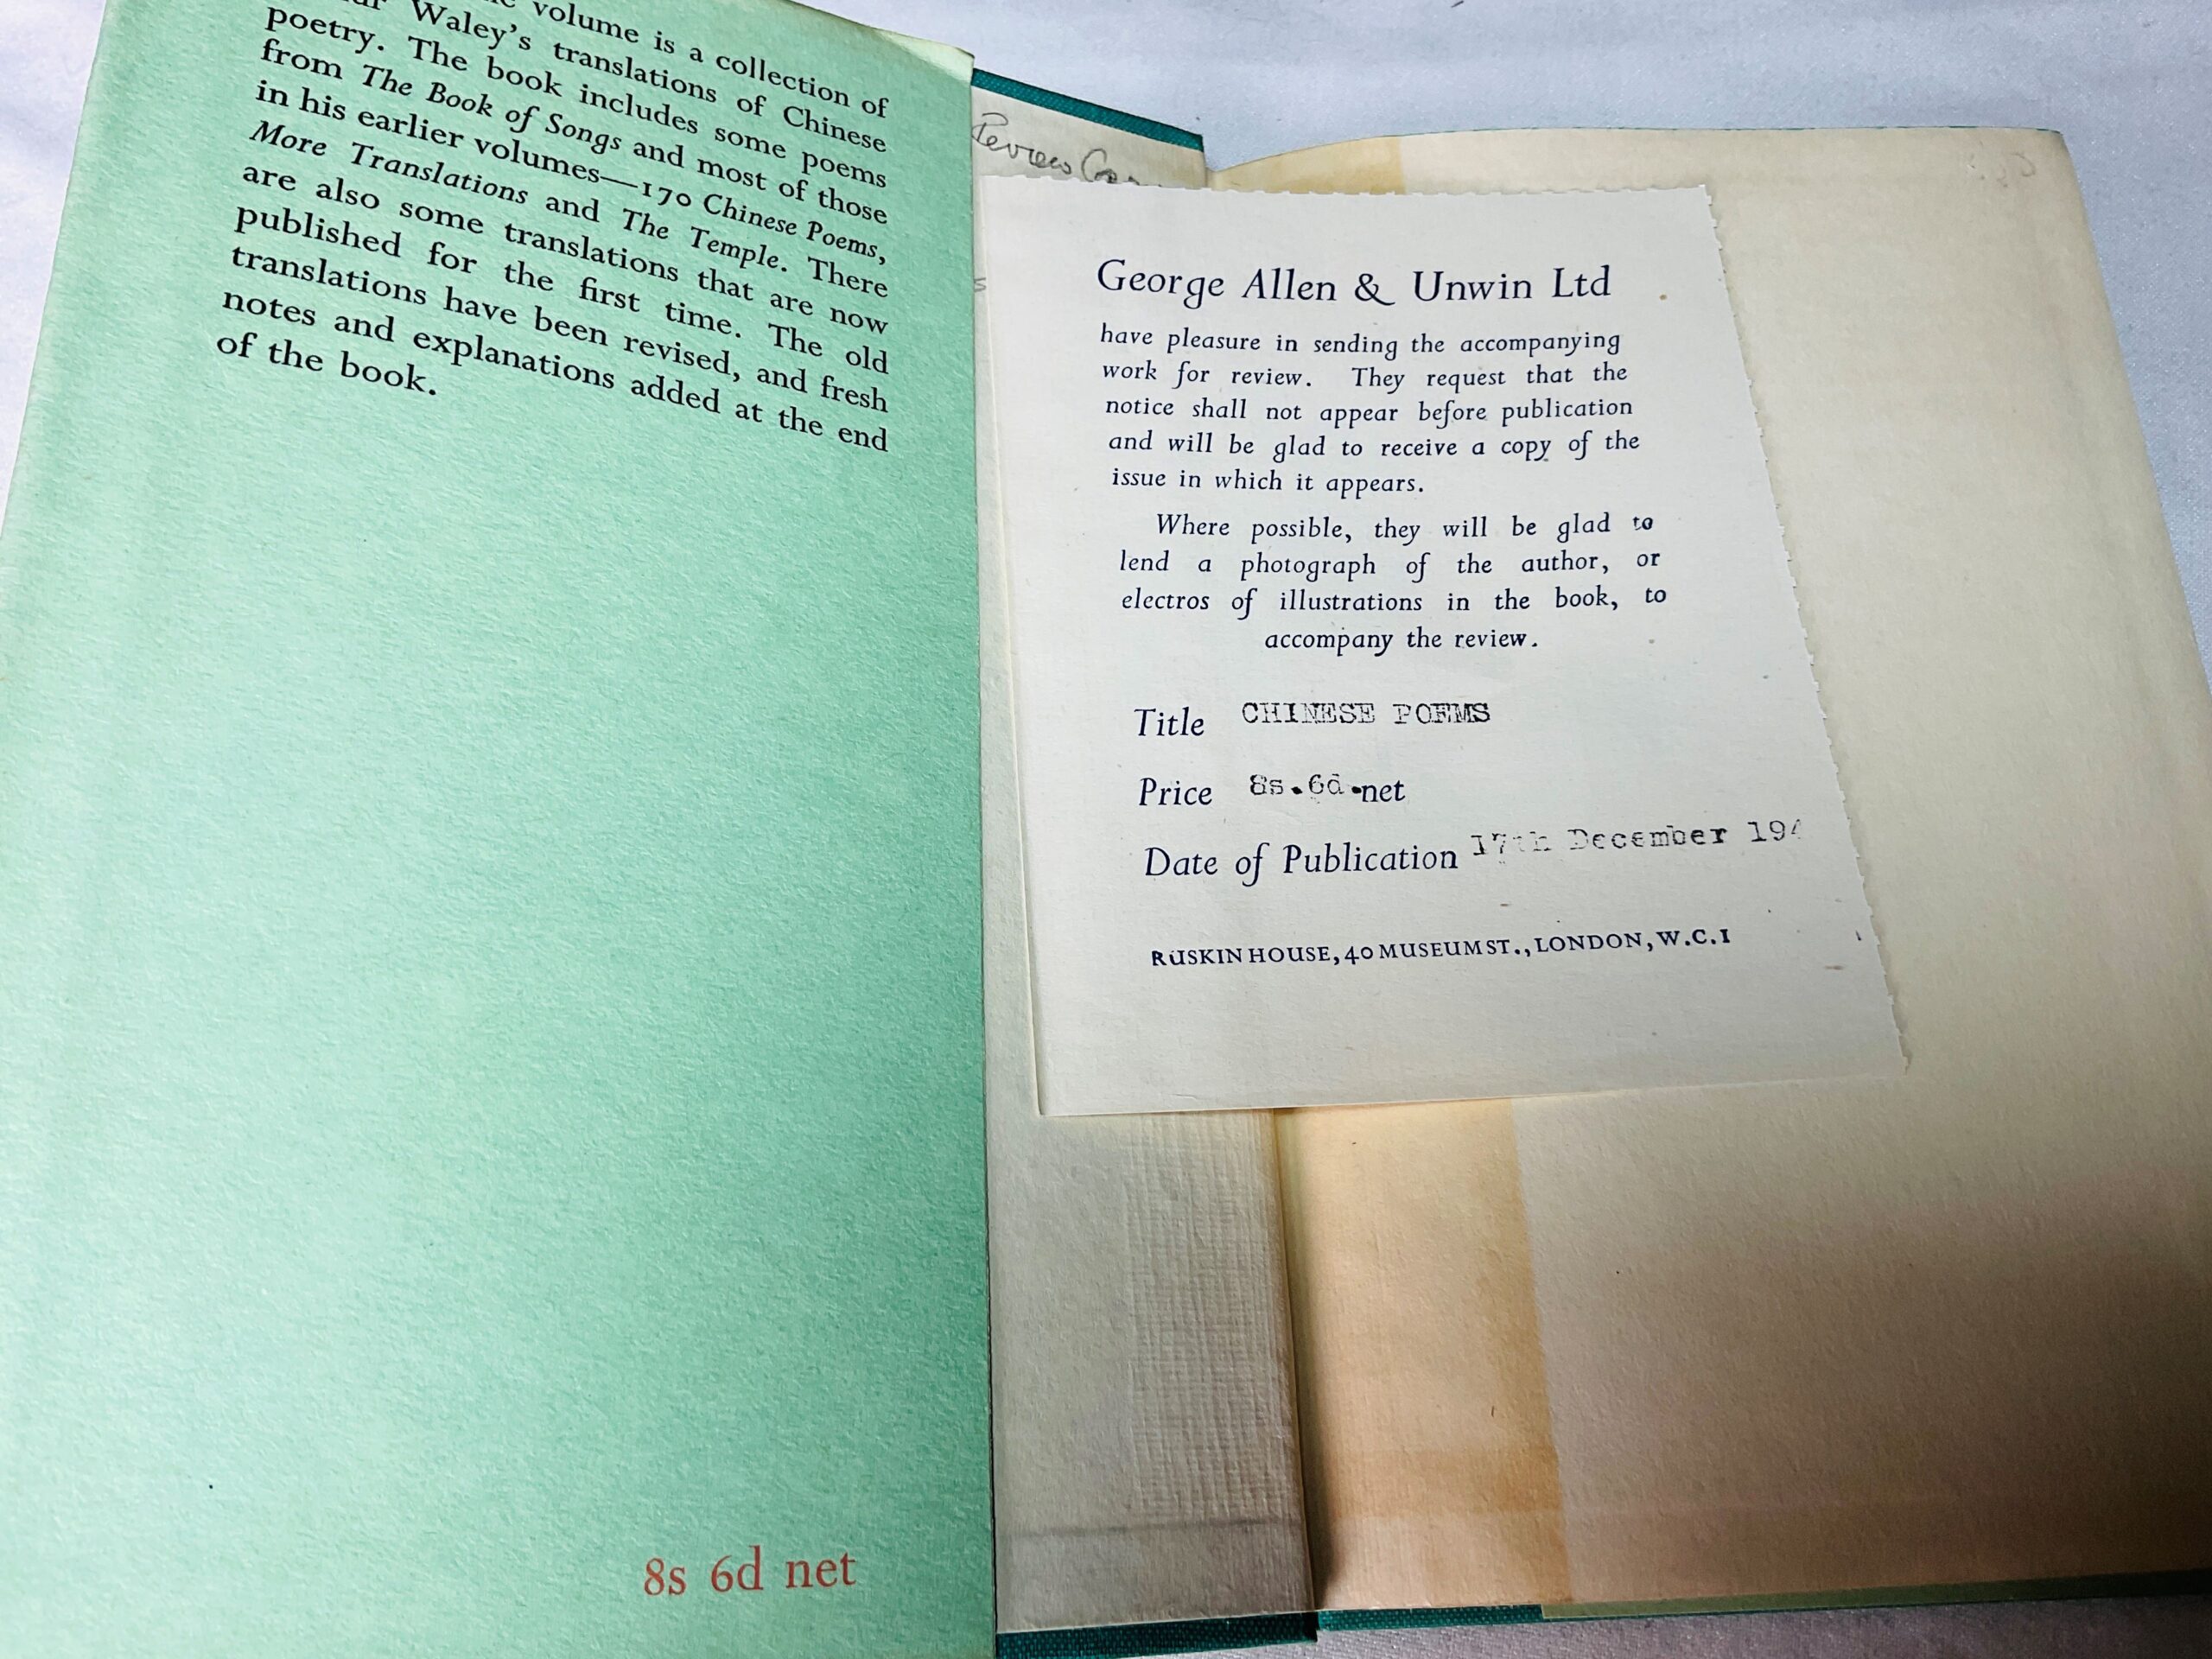 volume is a collection of
Waley's translations of Chinese
poetry. The book includes some poems
from The Book of Songs and most of those
in his earlier volumes—170 Chinese Poems,
More Translations and The Temple. There
are also some translations that are now
published for the first time. The old
translations have been revised, and fresh
notes and explanations added at the end
of the book.
8s 6d net
Review
George Allen & Unwin Ltd
have pleasure in sending the accompanying
work for review. They request that the
notice shall not appear before publication
and will be glad to receive a copy of the
issue in which it appears.
Where possible, they will be glad to
lend a photograph of the author, or
electros of illustrations in the book, to
accompany the review.
Title CHINESE POEMS
Price 8s.6d.net
Date of Publication 17th December 194
RUSKIN HOUSE, 40 MUSEUM ST., LONDON, W.C.1